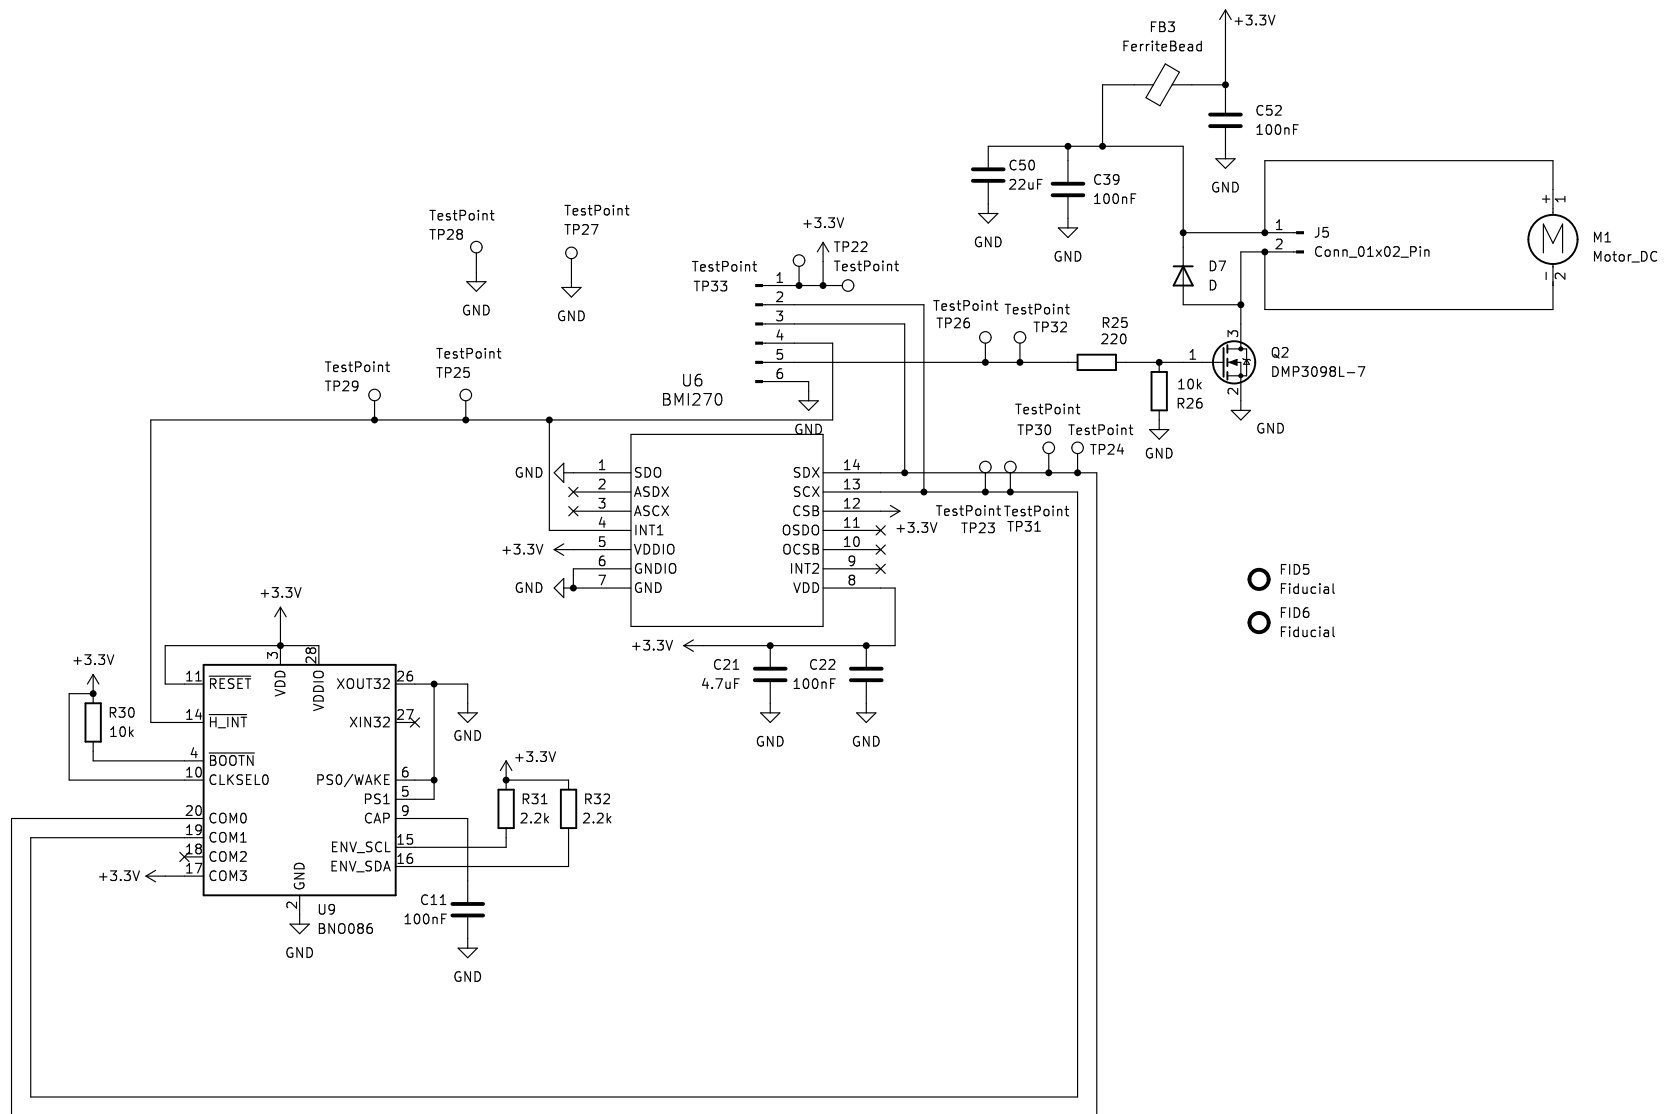 +3.3V
FB3
FerriteBead
C52
100nF
GND
C50
22uF
C39
100nF
GND
GND
TestPoint
TP28
GND
TestPoint
TP27
GND
+3.3V
TP22
TestPoint
TestPoint
TP33
1
2
3
4
5
6
GND
1
2
J5
Conn_01x02_Pin
+
1
M
-
2
M1
Motor_DC
D7
D
TestPoint
TP26
TestPoint
TP32
R25
220
1
3
2
Q2
DMP3098L-7
GND
10k
R26
GND
TestPoint
TP29
TestPoint
TP25
U6
BMI270
GND
1
SDO
2
ASDX
3
ASCX
4
INT1
+3.3V
5
VDDIO
6
GNDIO
GND
7
GND
SDX
14
SCX
13
CSB
12
+3.3V
OSDO
11
OCSB
10
INT2
9
VDD
8
TestPoint
TP30
TestPoint
TP24
TestPoint
TP23
TestPoint
TP31
FID5
Fiducial
FID6
Fiducial
+3.3V
C21
4.7uF
GND
C22
100nF
GND
+3.3V
3
VDD
28
VDDIO
+3.3V
R30
10k
11
RESET
14
H_INT
4
BOOTN
10
CLKSEL0
20
COM0
19
COM1
18
COM2
+3.3V
17
COM3
XOUT32
26
XIN32
27
GND
PS0/WAKE
6
PS1
5
CAP
9
ENV_SCL
15
ENV_SDA
16
GND
2
GND
U9
BNO086
+3.3V
R31
2.2k
R32
2.2k
C11
100nF
GND